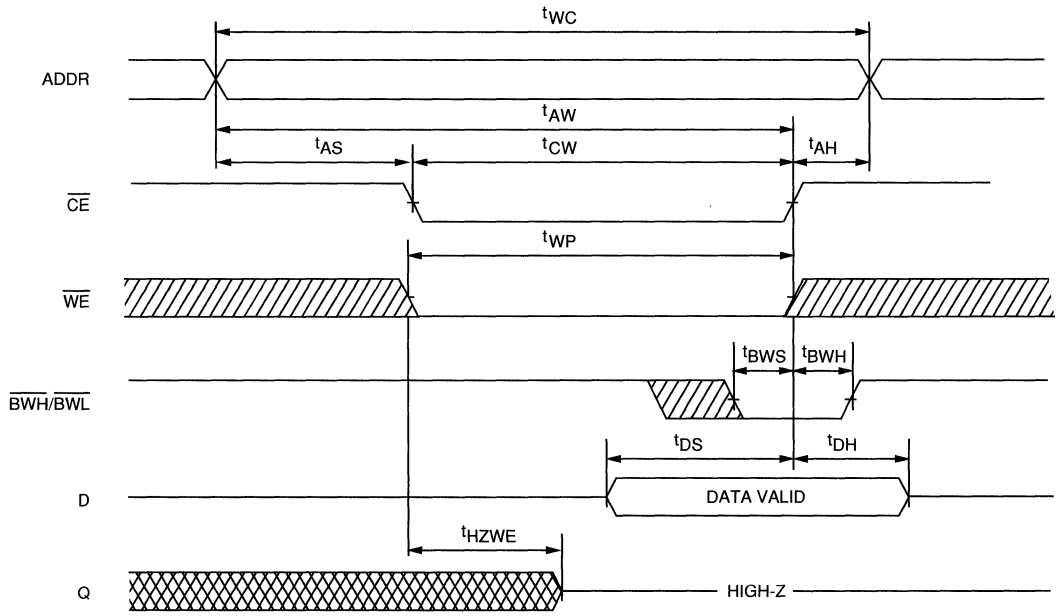 tWC
ADDR
tAW
tAS tCW tAH
CE
tWP
WE
tBWS tBWH
BWH/BWL
tDS tDH
D DATA VALID
tHZWE
Q HIGH-Z